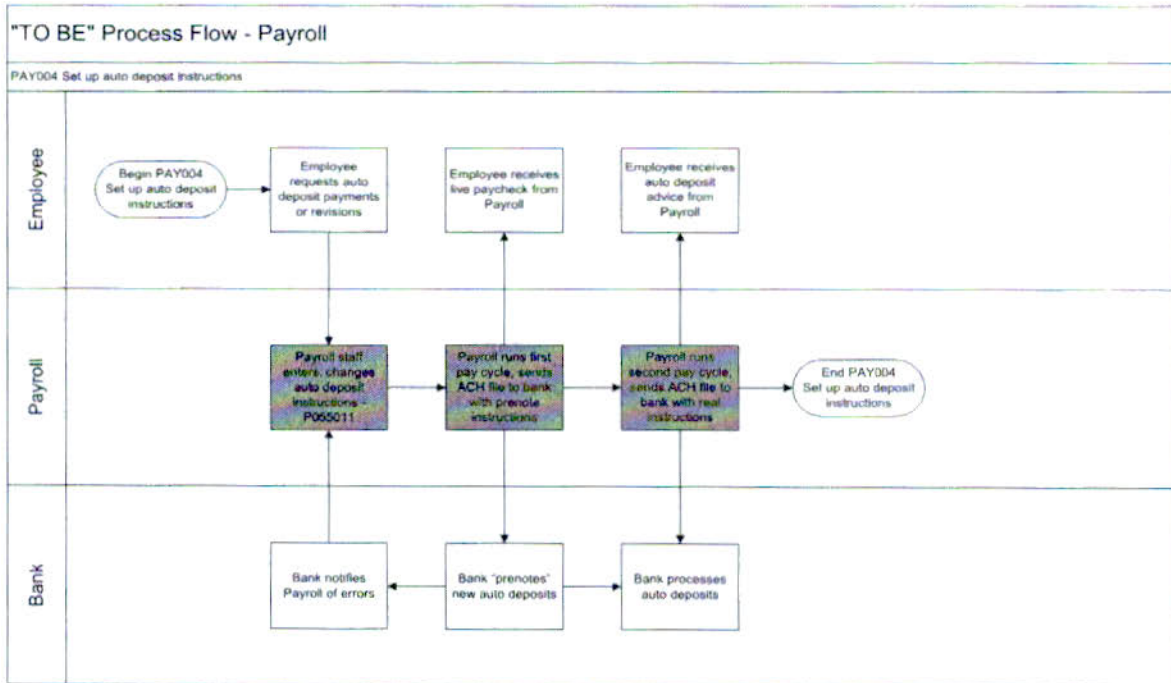 "TO BE" Process Flow - Payroll
PAY004 Set up auto deposit instructions
Employee
Begin PAY004
Set up auto deposit
instructions
Employee
requests auto
deposit payments
or revisions
Employee receives
live paycheck from
Payroll
Employee receives
auto deposit
advice from
Payroll
Payroll
Payroll staff
enters, changes
auto deposit
instructions -
P055011
Payroll runs first
pay cycle, sends
ACH file to bank
with prenote
instructions
Payroll runs
second pay cycle,
sends ACH file to
bank with real
instructions
End PAY004
Set up auto deposit
instructions
Bank
Bank notifies
Payroll of errors
Bank "prenotes"
new auto deposits
Bank processes
auto deposits